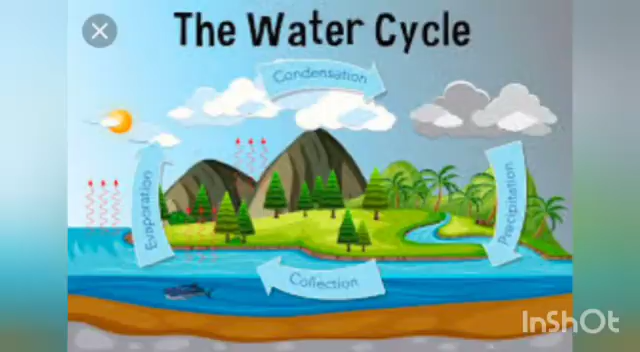 The Water Cycle
Condensation
Evaporation
Precipitation
Collection
InShOt